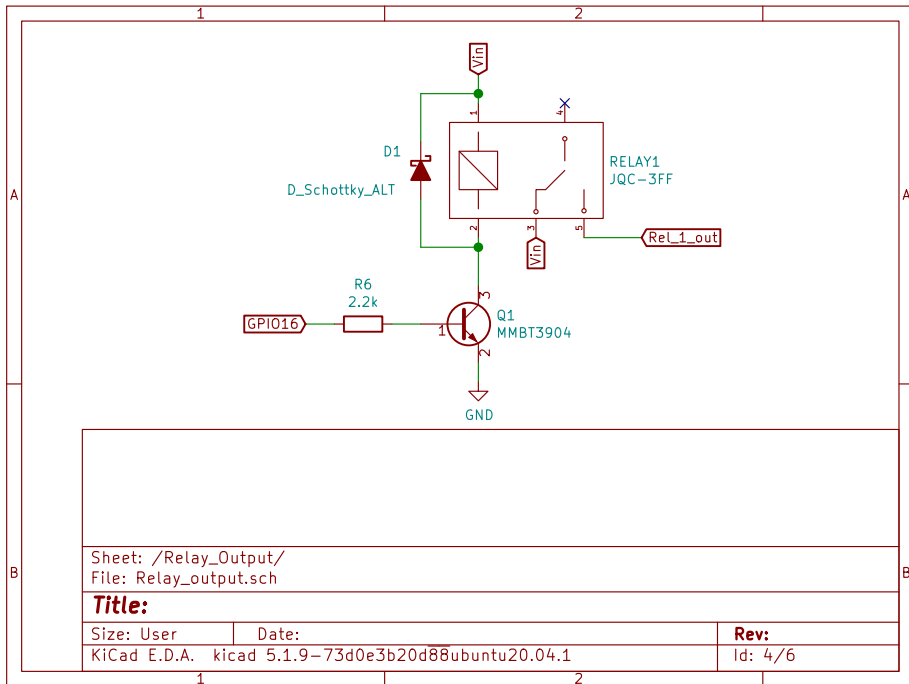 1 2
Vin
1
4
D1
D_Schottky_ALT
RELAY1
JQC-3FF
A A
2
3
5
Vin
Rel_1_out
R6
2.2k
GPIO16
3
1
Q1
MMBT3904
2
GND
Sheet: /Relay_Output/
File: Relay_output.sch
B B
Title:
Size: User Date: Rev:
KiCad E.D.A. kicad 5.1.9-73d0e3b20d88ubuntu20.04.1 Id: 4/6
1 2